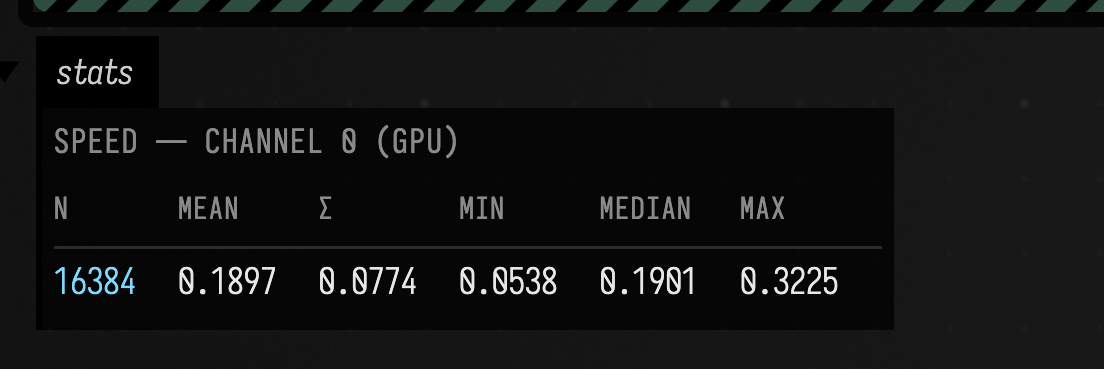 stats
SPEED — CHANNEL 0 (GPU)
N MEAN Σ MIN MEDIAN MAX
16384 0.1897 0.0774 0.0538 0.1901 0.3225